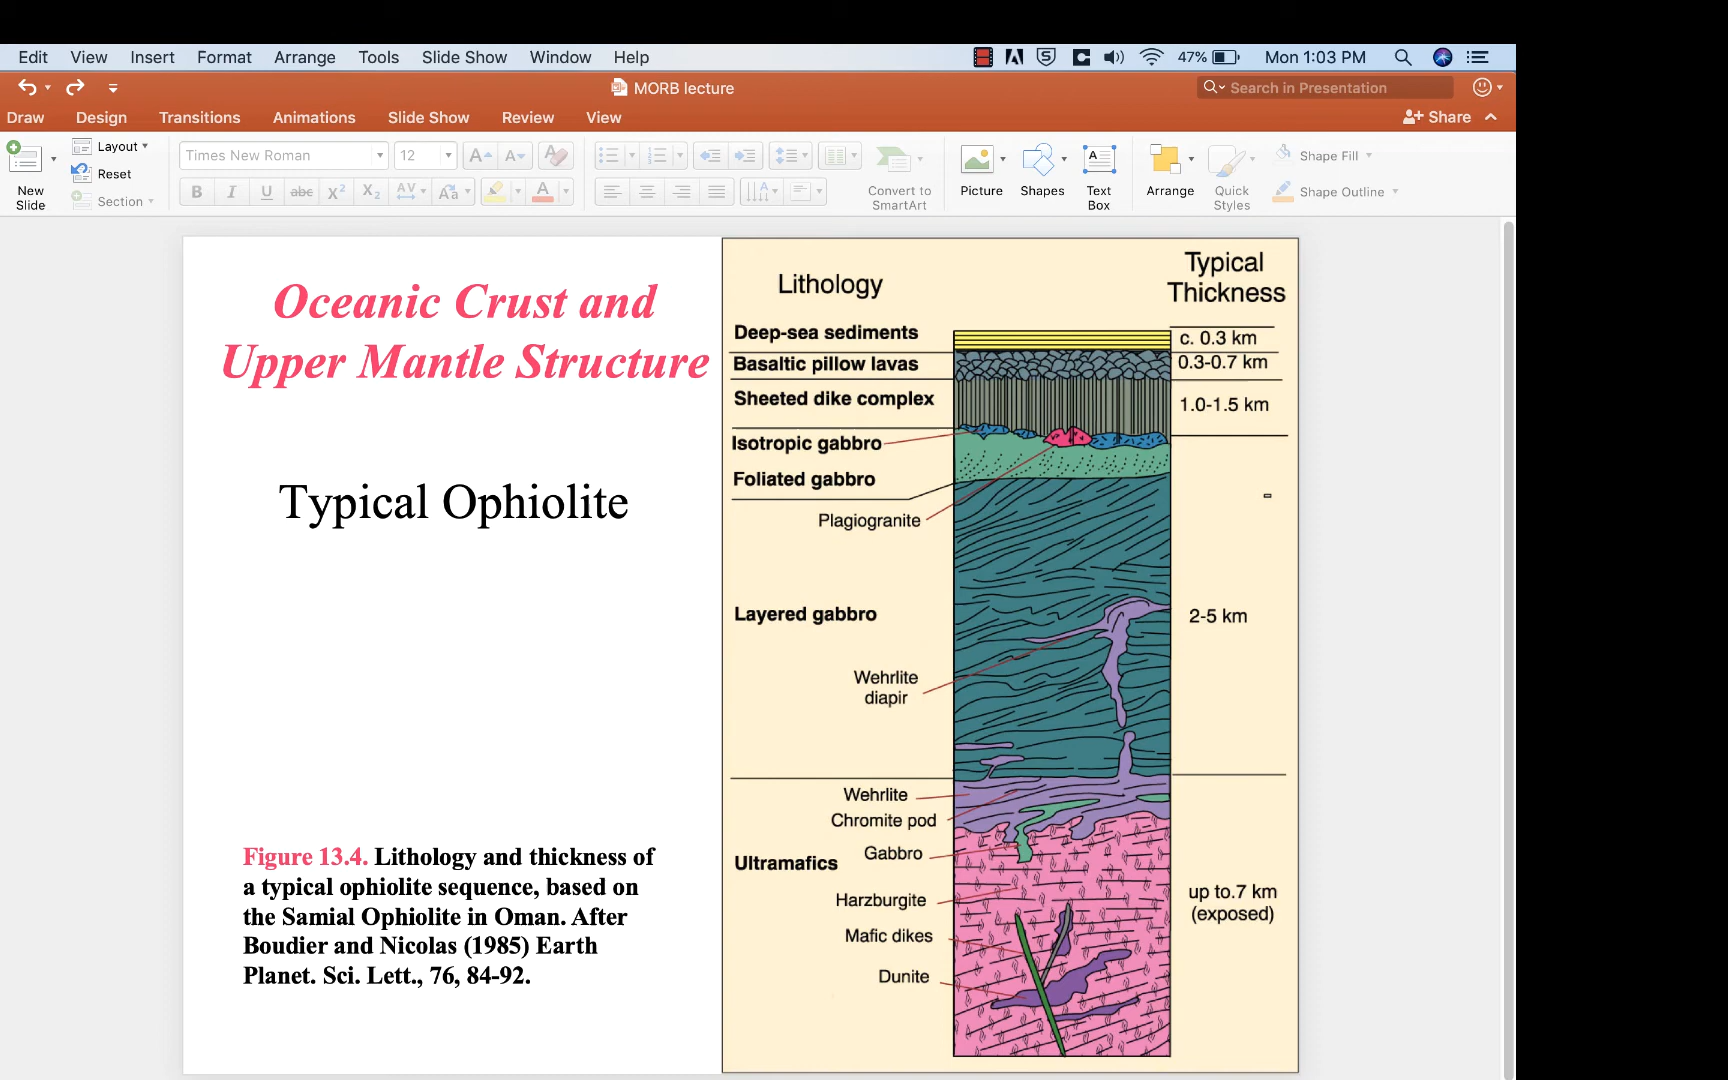 Edit View Insert Format Arrange Tools Slide Show Window Help 47% Mon 1:03 PM
MORB lecture
Search in Presentation
Draw Design Transitions Animations Slide Show Review View Share
New Slide
Layout
Reset
Section
Times New Roman 12
B I U abc X² X₂ AV Aa A
Convert to SmartArt
Picture
Shapes
Text Box
Arrange
Quick Styles
Shape Fill
Shape Outline
Oceanic Crust and
Upper Mantle Structure
Typical Ophiolite
Figure 13.4. Lithology and thickness of
a typical ophiolite sequence, based on
the Samial Ophiolite in Oman. After
Boudier and Nicolas (1985) Earth
Planet. Sci. Lett., 76, 84-92.
Lithology
Typical
Thickness
Deep-sea sediments c. 0.3 km
Basaltic pillow lavas 0.3-0.7 km
Sheeted dike complex 1.0-1.5 km
Isotropic gabbro
Foliated gabbro
Plagiogranite
Layered gabbro 2-5 km
Wehrlite
diapir
Wehrlite
Chromite pod
Gabbro
Ultramafics
Harzburgite
up to.7 km
(exposed)
Mafic dikes
Dunite